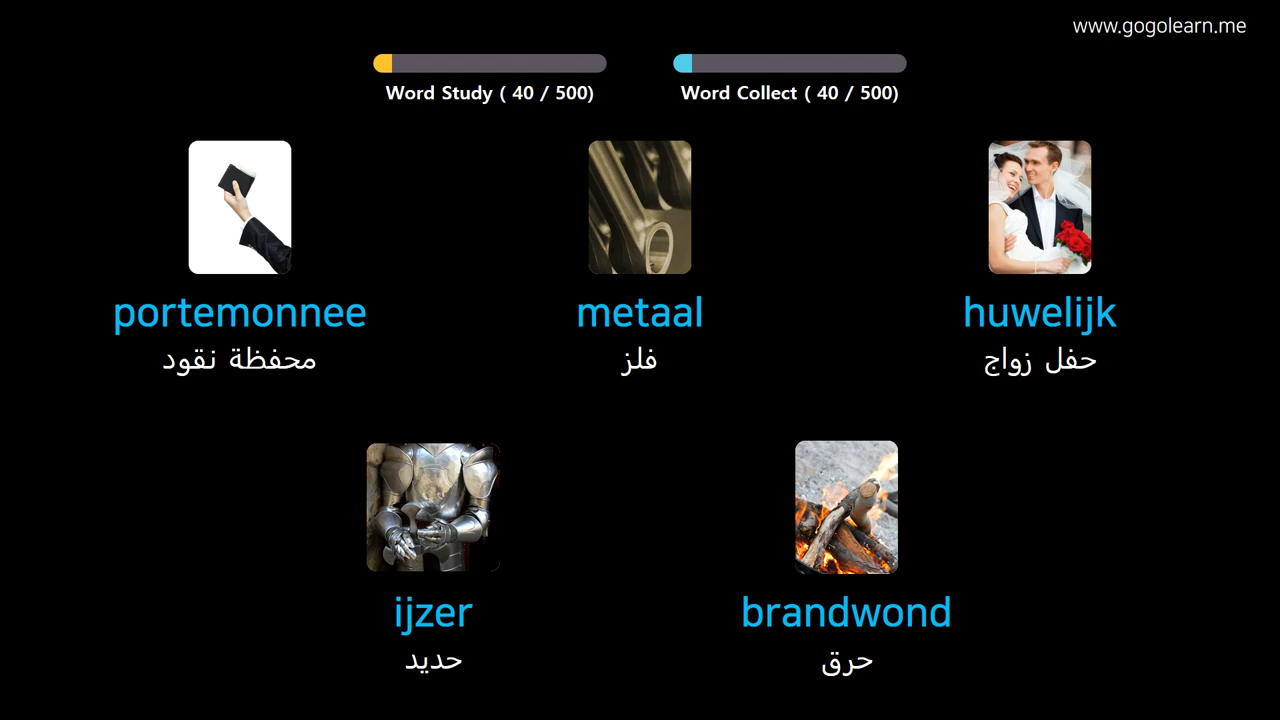 www.gogolearn.me
Word Study ( 40 / 500)
Word Collect ( 40 / 500)
portemonnee
محفظة نقود
metaal
فلز
huwelijk
حفل زواج
ijzer
حديد
brandwond
حرق